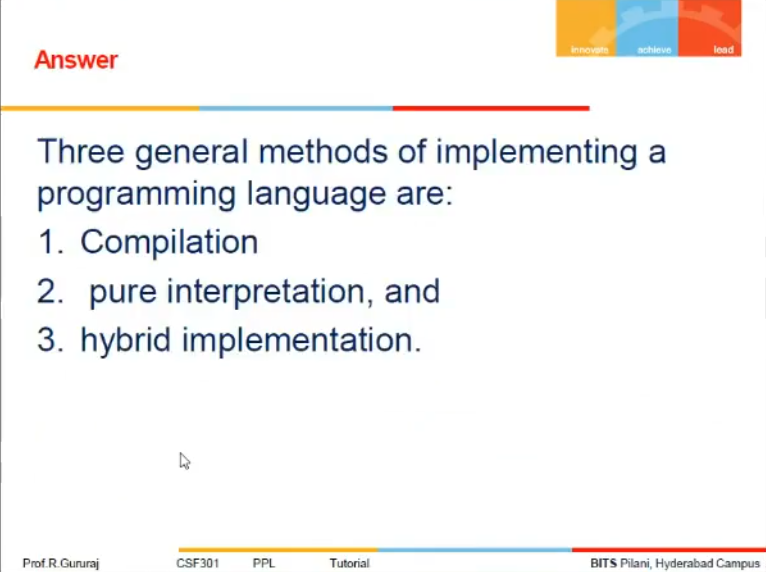 innovate achieve lead
Answer
Three general methods of implementing a
programming language are:
1. Compilation
2. pure interpretation, and
3. hybrid implementation.
Prof.R.Gururaj CSF301 PPL Tutorial BITS Pilani, Hyderabad Campus